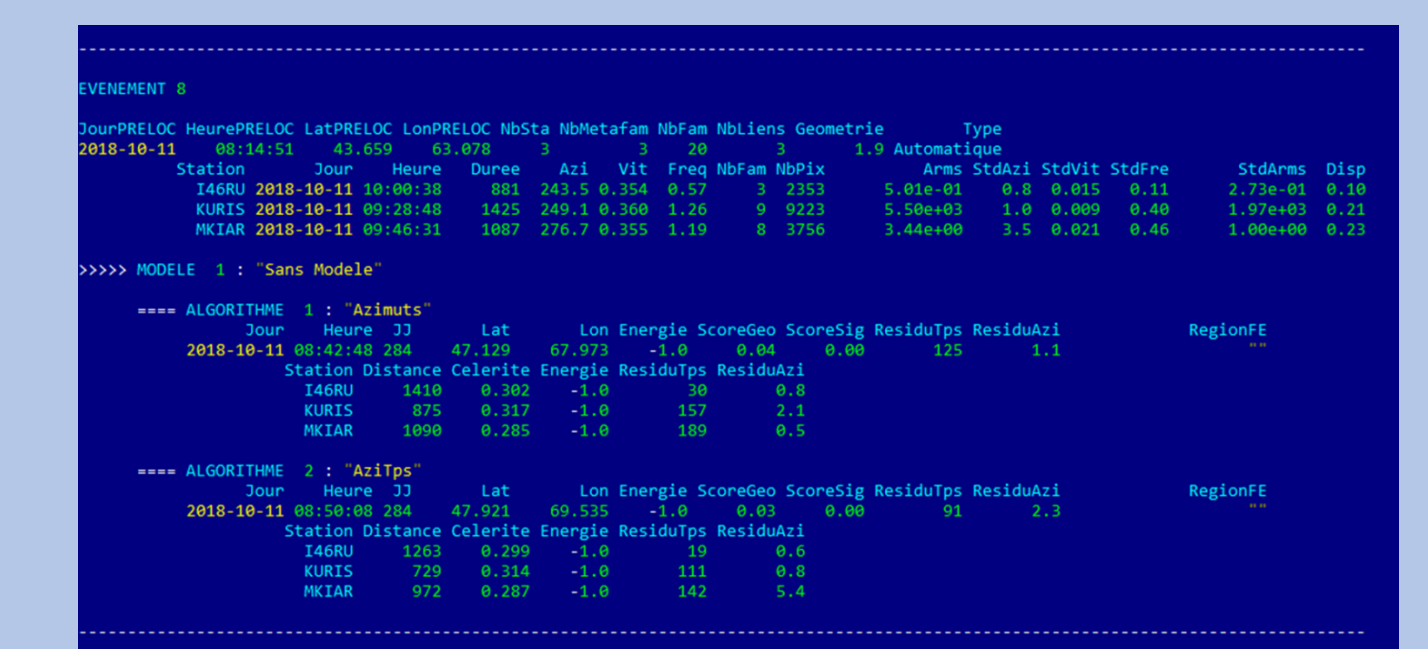 EVENEMENT 8
JourPRELOC HeurePRELOC LatPRELOC LonPRELOC NbSta NbMetafam NbFam NbLiens Geometrie Type
2018-10-11 08:14:51 43.659 63.078 3 3 20 3 1.9 Automatique
Station Jour Heure Duree Azi Vit Freq NbFam NbPix Arms StdAzi StdVit StdFre StdArms Disp
I46RU 2018-10-11 10:00:38 881 243.5 0.354 0.57 3 2353 5.01e-01 0.8 0.015 0.11 2.73e-01 0.10
KURIS 2018-10-11 09:28:48 1425 249.1 0.360 1.26 9 9223 5.50e+03 1.0 0.009 0.40 1.97e+03 0.21
MKIAR 2018-10-11 09:46:31 1087 276.7 0.355 1.19 8 3756 3.44e+00 3.5 0.021 0.46 1.00e+00 0.23
>>>>> MODELE 1 : "Sans Modele"
==== ALGORITHME 1 : "Azimuts"
Jour Heure JJ Lat Lon Energie ScoreGeo ScoreSig ResiduTps ResiduAzi RegionFE
2018-10-11 08:42:48 284 47.129 67.973 -1.0 0.04 0.00 125 1.1 ""
Station Distance Celerite Energie ResiduTps ResiduAzi
I46RU 1410 0.302 -1.0 30 0.8
KURIS 875 0.317 -1.0 157 2.1
MKIAR 1090 0.285 -1.0 189 0.5
==== ALGORITHME 2 : "AziTps"
Jour Heure JJ Lat Lon Energie ScoreGeo ScoreSig ResiduTps ResiduAzi RegionFE
2018-10-11 08:50:08 284 47.921 69.535 -1.0 0.03 0.00 91 2.3 ""
Station Distance Celerite Energie ResiduTps ResiduAzi
I46RU 1263 0.299 -1.0 19 0.6
KURIS 729 0.314 -1.0 111 0.8
MKIAR 972 0.287 -1.0 142 5.4